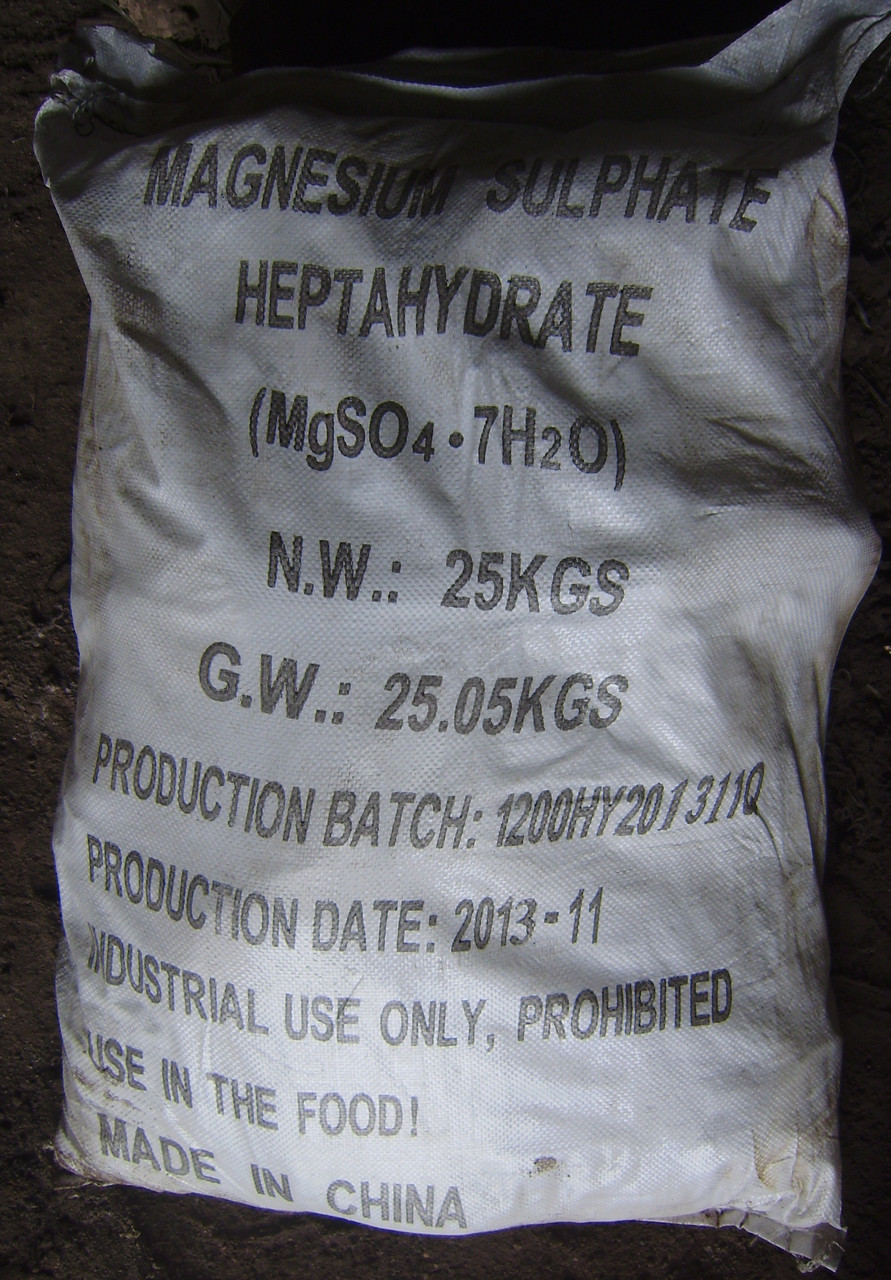 MAGNESIUM SULPHATE
HEPTAHYDRATE
(MgSO₄·7H₂O)
N.W.: 25KGS
G.W.: 25.05KGS
PRODUCTION BATCH: 1200HY2013110
PRODUCTION DATE: 2013-11
INDUSTRIAL USE ONLY, PROHIBITED
USE IN THE FOOD!
MADE IN CHINA